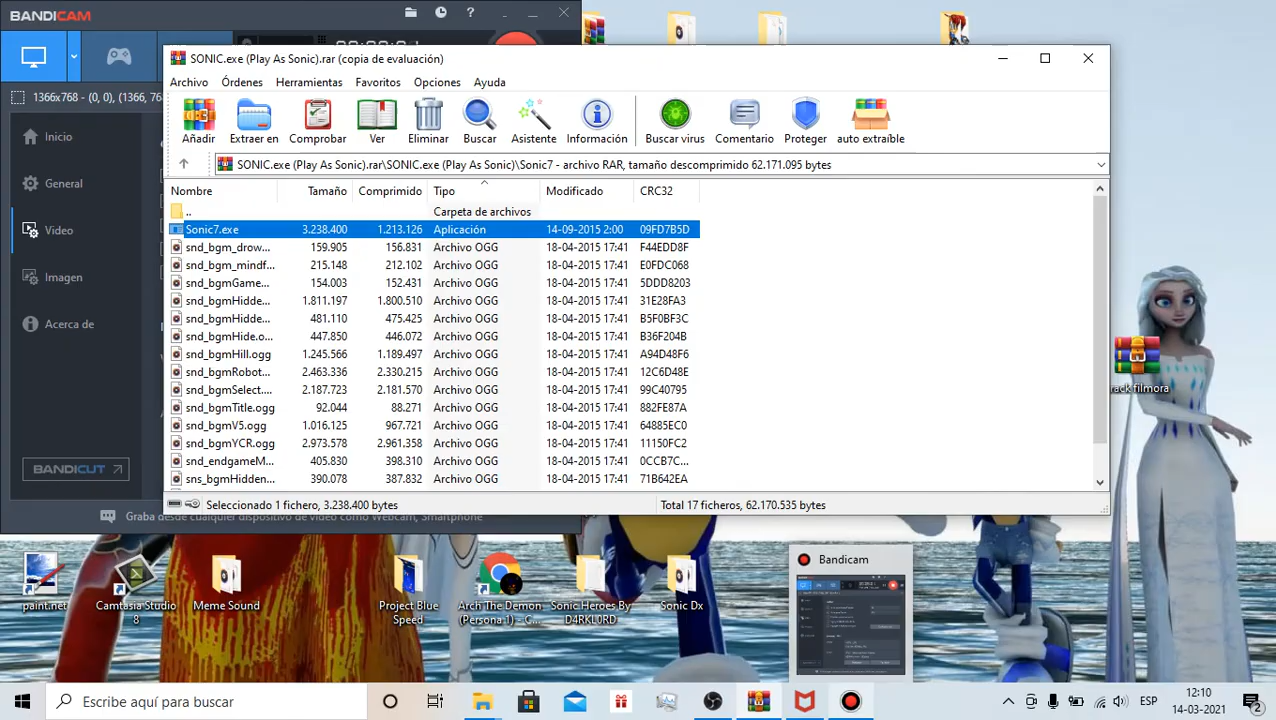 BANDICAM
SONIC.exe (Play As Sonic).rar (copia de evaluación)
Archivo Órdenes Herramientas Favoritos Opciones Ayuda
1366x768 - (0, 0), (1366, 76
Añadir Extraer en Comprobar Ver Eliminar Buscar Asistente Información Buscar virus Comentario Proteger auto extraíble
Inicio
General
Video
Imagen
Acerca de
BANDICUT
SONIC.exe (Play As Sonic).rar\SONIC.exe (Play As Sonic)\Sonic7 - archivo RAR, tamaño descomprimido 62.171.095 bytes
Nombre Tamaño Comprimido Tipo Modificado CRC32
.. Carpeta de archivos
Sonic7.exe 3.238.400 1.213.126 Aplicación 14-09-2015 2:00 09FD7B5D
snd_bgm_drow... 159.905 156.831 Archivo OGG 18-04-2015 17:41 F44EDD8F
snd_bgm_mindf... 215.148 212.102 Archivo OGG 18-04-2015 17:41 E0FDC068
snd_bgmGame... 154.003 152.431 Archivo OGG 18-04-2015 17:41 5DDD8203
snd_bgmHidde... 1.811.197 1.800.510 Archivo OGG 18-04-2015 17:41 31E28FA3
snd_bgmHidde... 481.110 475.425 Archivo OGG 18-04-2015 17:41 B5F0BF3C
snd_bgmHide.o... 447.850 446.072 Archivo OGG 18-04-2015 17:41 B36F204B
snd_bgmHill.ogg 1.245.566 1.189.497 Archivo OGG 18-04-2015 17:41 A94D48F6
snd_bgmRobot... 2.463.336 2.330.215 Archivo OGG 18-04-2015 17:41 12C6D48E
snd_bgmSelect.... 2.187.723 2.181.570 Archivo OGG 18-04-2015 17:41 99C40795
snd_bgmTitle.ogg 92.044 88.271 Archivo OGG 18-04-2015 17:41 882FE87A
snd_bgmV5.ogg 1.016.125 967.721 Archivo OGG 18-04-2015 17:41 64885EC0
snd_bgmYCR.ogg 2.973.578 2.961.358 Archivo OGG 18-04-2015 17:41 11150FC2
snd_endgameM... 405.830 398.310 Archivo OGG 18-04-2015 17:41 0CCB7C...
sns_bgmHidden... 390.078 387.832 Archivo OGG 18-04-2015 17:41 71B642EA
Seleccionado 1 fichero, 3.238.400 bytes Total 17 ficheros, 62.170.535 bytes
Graba desde cualquier dispositivo de video como Webcam, Smartphone
rack filmora
Bandicam
paint.net Camtasia Studio Meme Sound Project Blue Speed Arch The Demon (Persona 1) - C... Sonic Heroes By D4RKL0RD Sonic Dx
Escribe aquí para buscar
ESP
12:10
14-03-2021
2